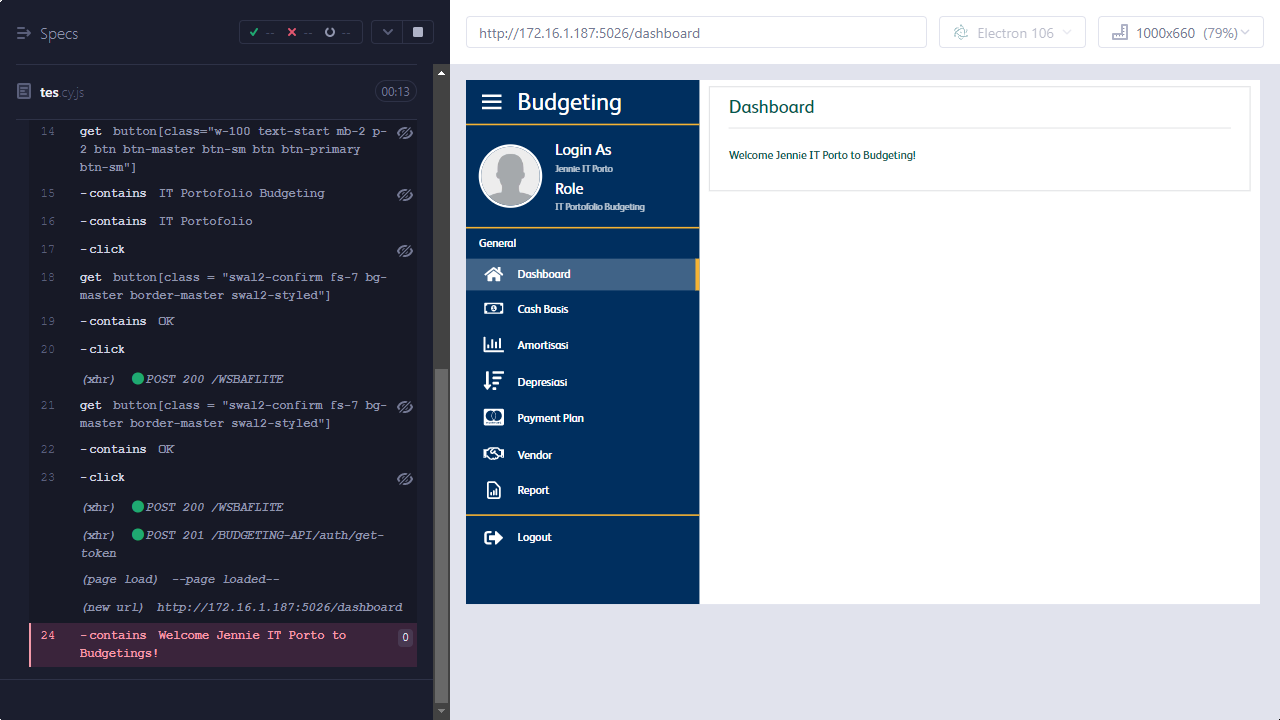 Specs
--
--
--
http://172.16.1.187:5026/dashboard
Electron 106
1000x660 (79%)
tes cy.js
00:13
14 get button[class="w-100 text-start mb-2 p-
2 btn btn-master btn-sm btn btn-primary
btn-sm"]
15 -contains IT Portofolio Budgeting
16 -contains IT Portofolio
17 -click
18 get button[class = "swal2-confirm fs-7 bg-
master border-master swal2-styled"]
19 -contains OK
20 -click
(xhr) POST 200 /WSBAFLITE
21 get button[class = "swal2-confirm fs-7 bg-
master border-master swal2-styled"]
22 -contains OK
23 -click
(xhr) POST 200 /WSBAFLITE
(xhr) POST 201 /BUDGETING-API/auth/get-
token
(page load) --page loaded--
(new url) http://172.16.1.187:5026/dashboard
24 -contains Welcome Jennie IT Porto to
Budgetings!
0
Budgeting
Login As
Jennie IT Porto
Role
IT Portofolio Budgeting
General
Dashboard
Cash Basis
Amortisasi
Depresiasi
Payment Plan
Vendor
Report
Logout
Dashboard
Welcome Jennie IT Porto to Budgeting!